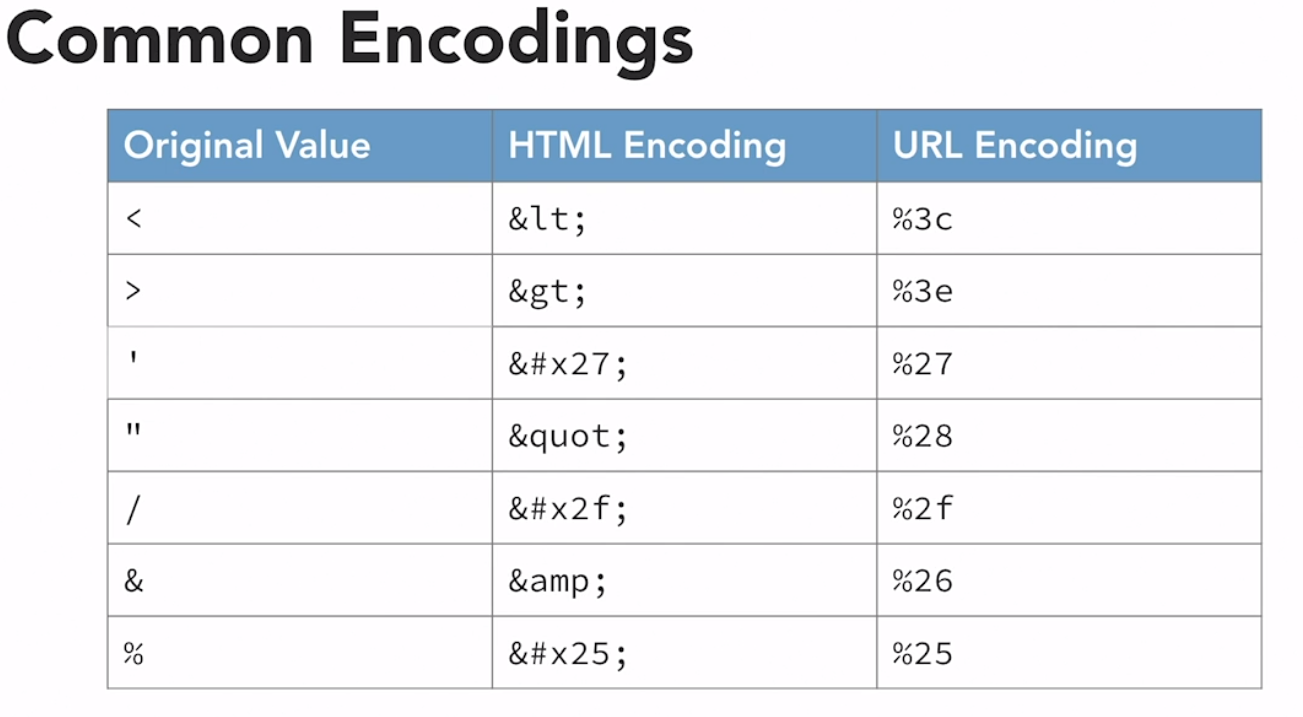 Common Encodings
Original Value HTML Encoding URL Encoding
< &lt; %3c
> &gt; %3e
' &#x27; %27
" &quot; %28
/ &#x2f; %2f
& &amp; %26
% &#x25; %25